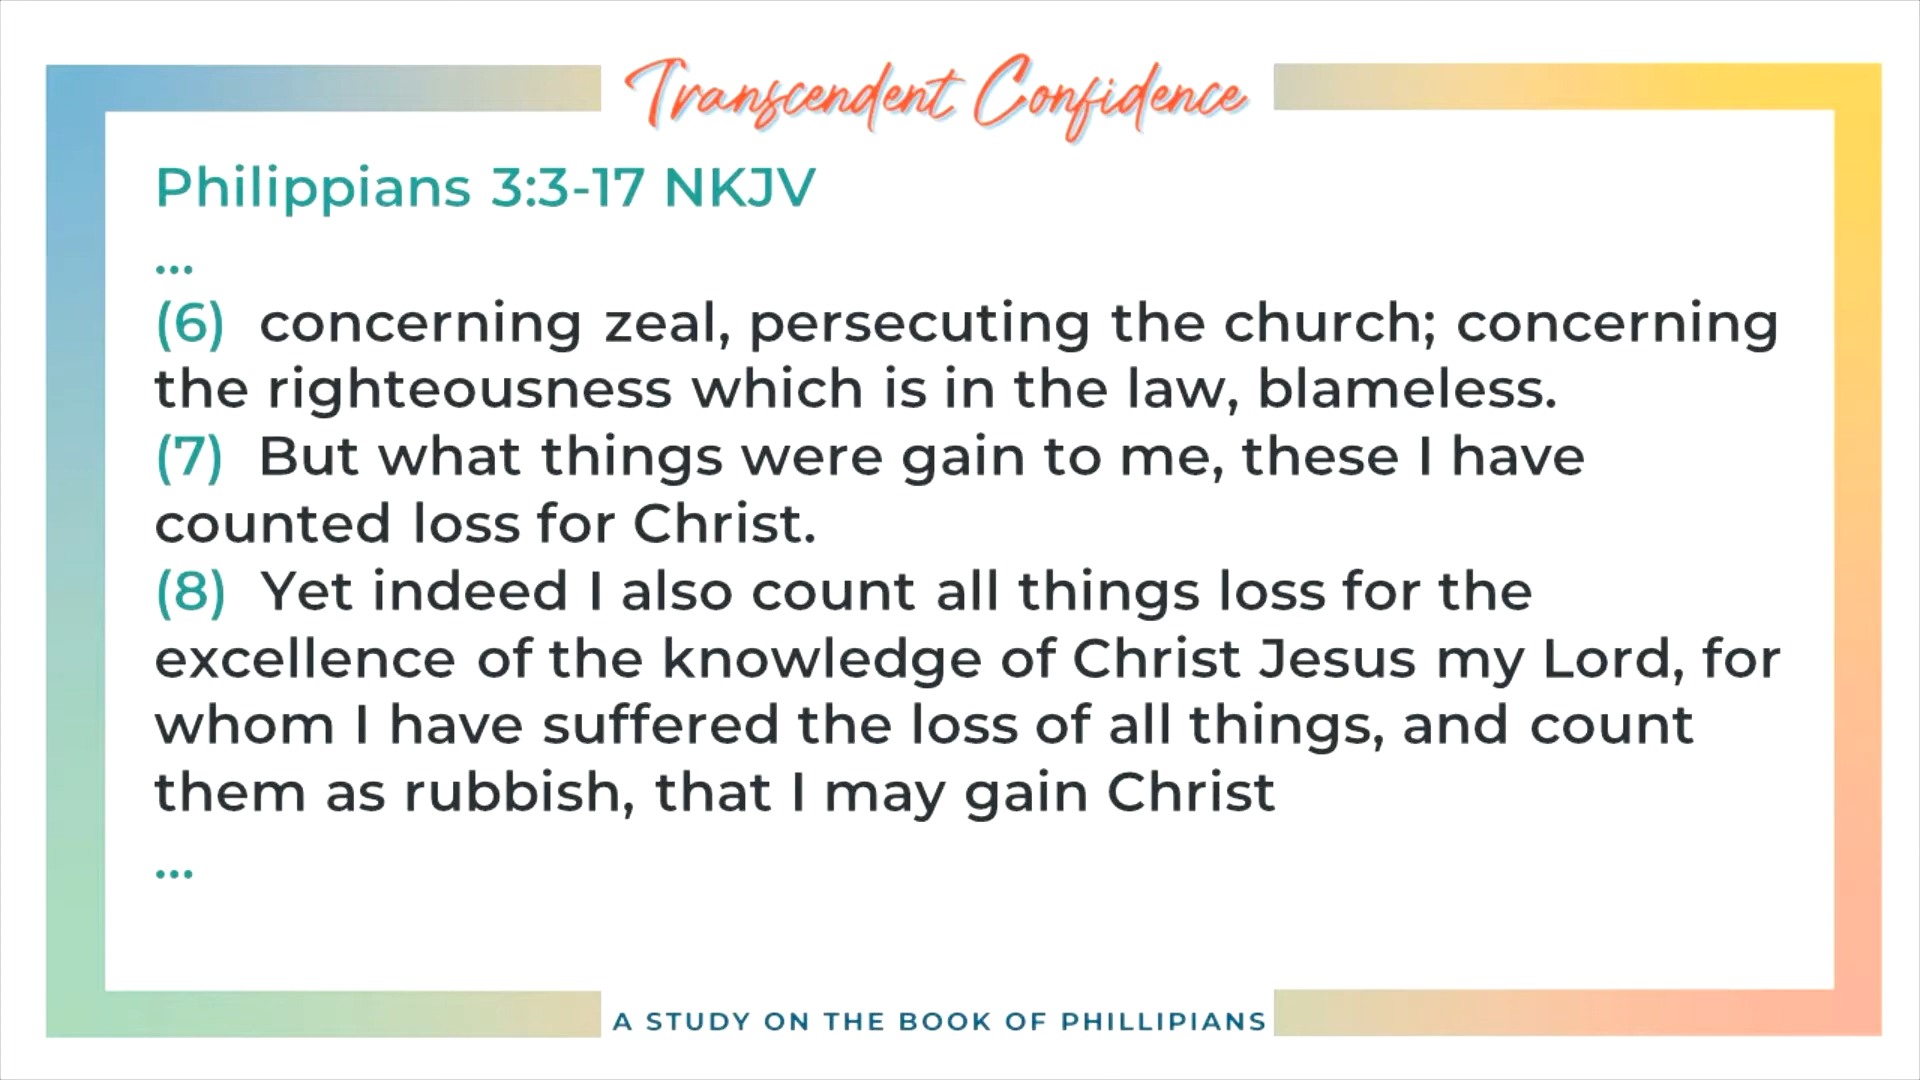 Transcendent Confidence
Philippians 3:3-17 NKJV
...
(6) concerning zeal, persecuting the church; concerning
the righteousness which is in the law, blameless.
(7) But what things were gain to me, these I have
counted loss for Christ.
(8) Yet indeed I also count all things loss for the
excellence of the knowledge of Christ Jesus my Lord, for
whom I have suffered the loss of all things, and count
them as rubbish, that I may gain Christ
...
A STUDY ON THE BOOK OF PHILLIPIANS